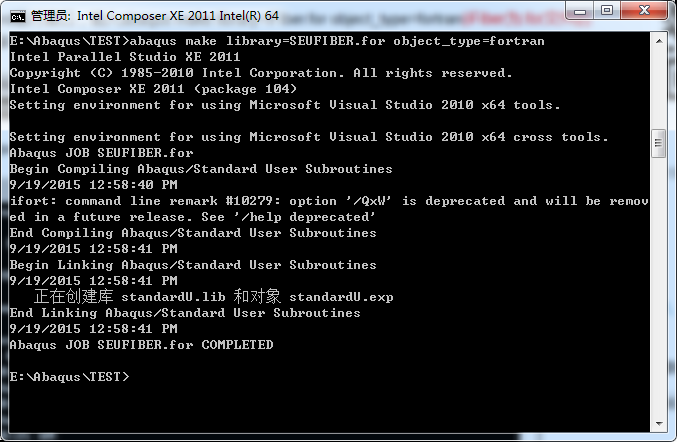 管理员: Intel Composer XE 2011 Intel(R) 64
E:\Abaqus\TEST>abaqus make library=SEUFIBER.for object_type=fortran
Intel Parallel Studio XE 2011
Copyright (C) 1985-2010 Intel Corporation. All rights reserved.
Intel Composer XE 2011 (package 104)
Setting environment for using Microsoft Visual Studio 2010 x64 tools.
Setting environment for using Microsoft Visual Studio 2010 x64 cross tools.
Abaqus JOB SEUFIBER.for
Begin Compiling Abaqus/Standard User Subroutines
9/19/2015 12:58:40 PM
ifort: command line remark #10279: option '/QxW' is deprecated and will be remov
ed in a future release. See '/help deprecated'
End Compiling Abaqus/Standard User Subroutines
9/19/2015 12:58:41 PM
Begin Linking Abaqus/Standard User Subroutines
9/19/2015 12:58:41 PM
正在创建库 standardU.lib 和对象 standardU.exp
End Linking Abaqus/Standard User Subroutines
9/19/2015 12:58:41 PM
Abaqus JOB SEUFIBER.for COMPLETED
E:\Abaqus\TEST>